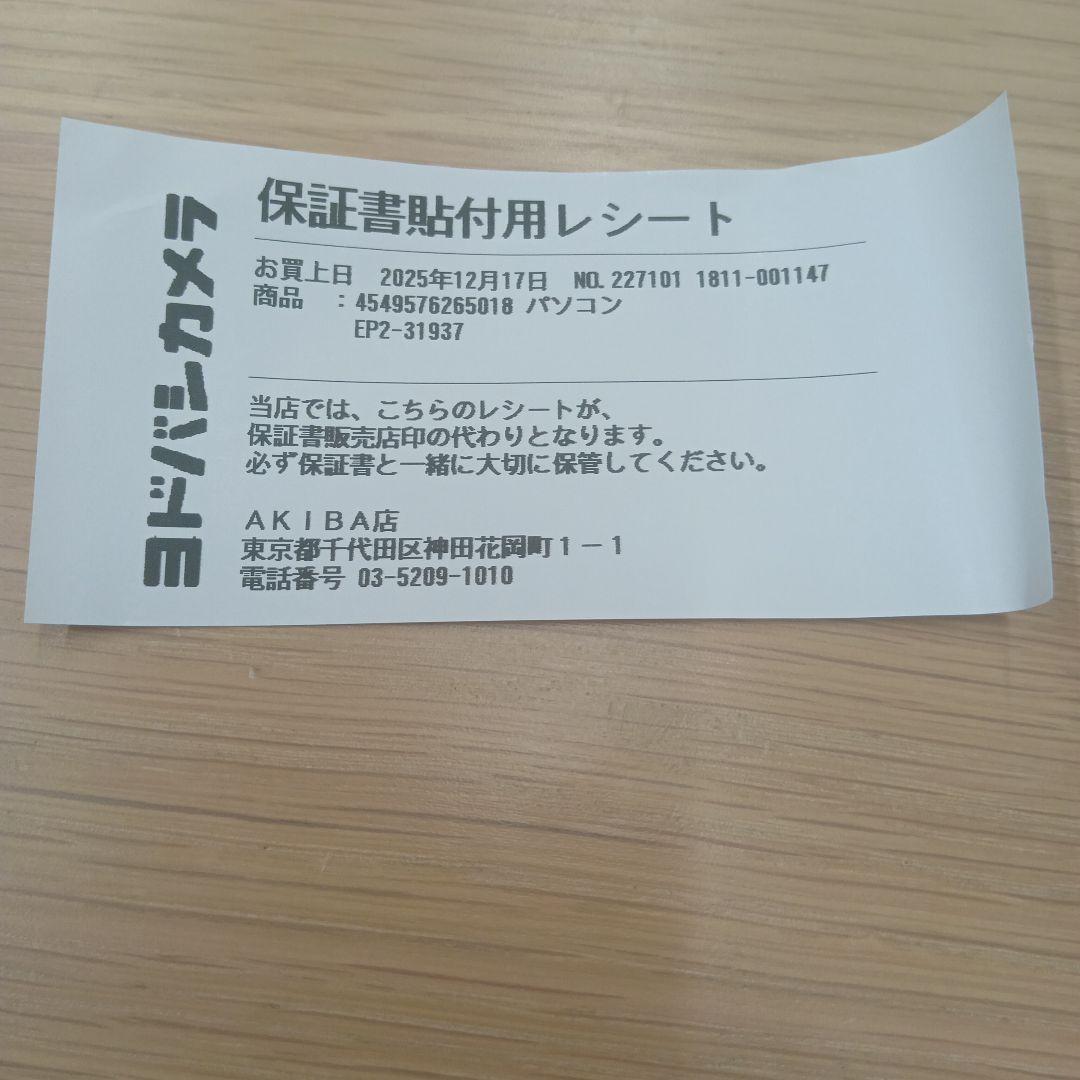 ヨドバシカメラ
保証書貼付用レシート
お買上日 2025年12月17日 NO. 227101 1811-001147
商品 : 4549576265018 パソコン
EP2-31937
当店では、こちらのレシートが、
保証書販売店印の代わりとなります。
必ず保証書と一緒に大切に保管してください。
AKIBA店
東京都千代田区神田花岡町1-1
電話番号 03-5209-1010